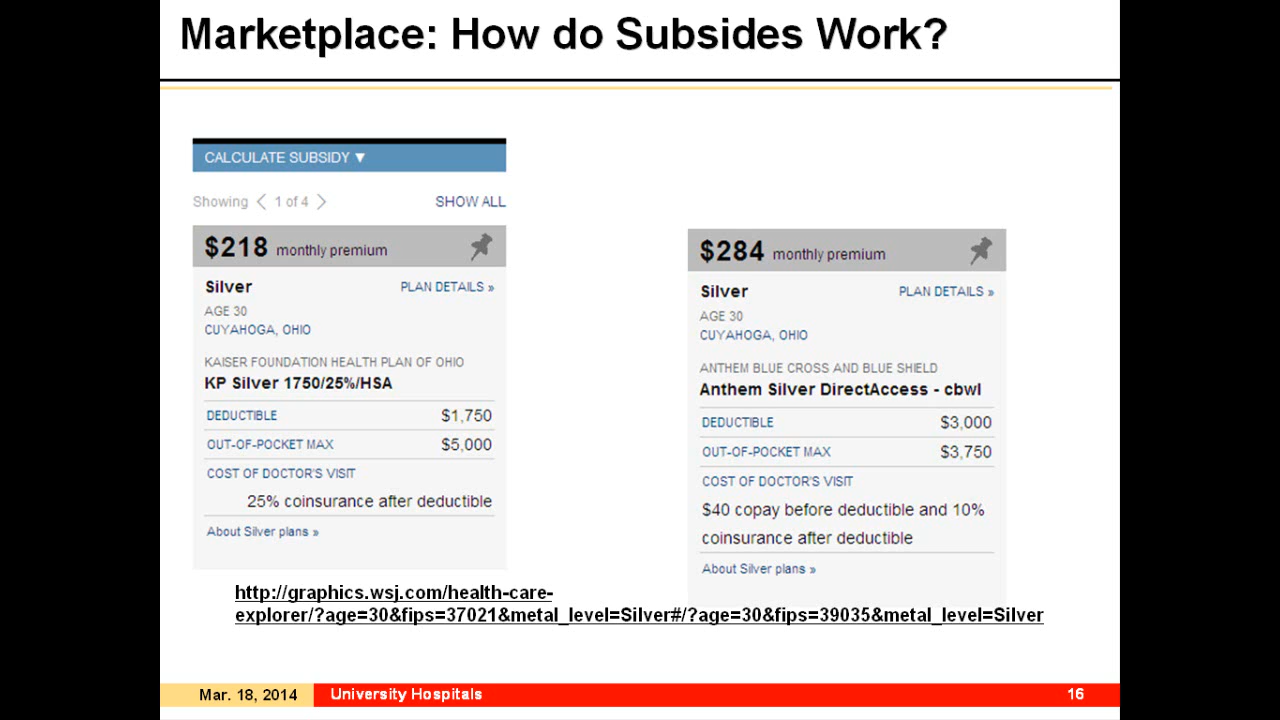 Marketplace: How do Subsides Work?
CALCULATE SUBSIDY ▼
Showing < 1 of 4 > SHOW ALL
$218 monthly premium
Silver PLAN DETAILS »
AGE 30
CUYAHOGA, OHIO
KAISER FOUNDATION HEALTH PLAN OF OHIO
KP Silver 1750/25%/HSA
DEDUCTIBLE $1,750
OUT-OF-POCKET MAX $5,000
COST OF DOCTOR'S VISIT
25% coinsurance after deductible
About Silver plans »
$284 monthly premium
Silver PLAN DETAILS »
AGE 30
CUYAHOGA, OHIO
ANTHEM BLUE CROSS AND BLUE SHIELD
Anthem Silver DirectAccess - cbwl
DEDUCTIBLE $3,000
OUT-OF-POCKET MAX $3,750
COST OF DOCTOR'S VISIT
$40 copay before deductible and 10%
coinsurance after deductible
About Silver plans »
http://graphics.wsj.com/health-care-
explorer/?age=30&fips=37021&metal_level=Silver#/?age=30&fips=39035&metal_level=Silver
Mar. 18, 2014 University Hospitals 16